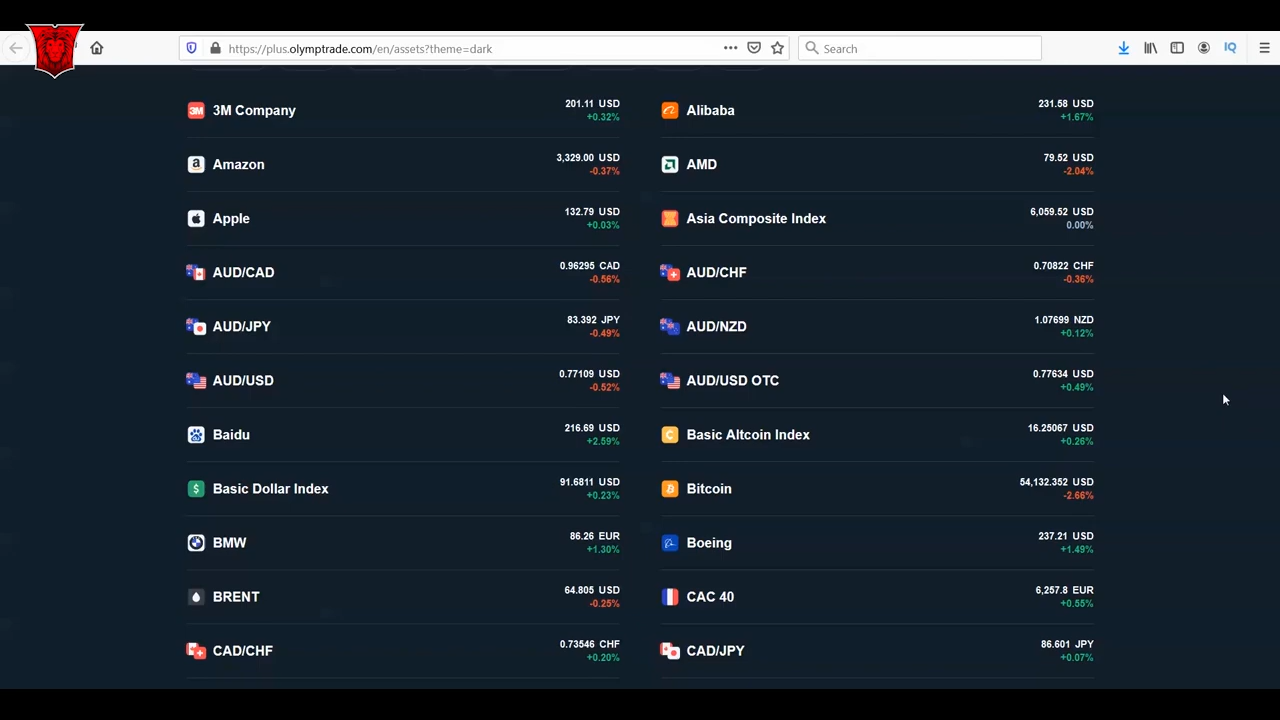 https://plus.olymptrade.com/en/assets?theme=dark
Search
IQ
3M
3M Company
201.11 USD
+0.32%
Alibaba
231.58 USD
+1.67%
a
Amazon
3,329.00 USD
-0.37%
AMD
79.52 USD
-2.04%
Apple
132.79 USD
+0.03%
Asia Composite Index
6,059.52 USD
0.00%
AUD/CAD
0.96295 CAD
-0.56%
AUD/CHF
0.70822 CHF
-0.36%
AUD/JPY
83.392 JPY
-0.49%
AUD/NZD
1.07699 NZD
+0.12%
AUD/USD
0.77109 USD
-0.52%
AUD/USD OTC
0.77634 USD
+0.49%
Baidu
216.69 USD
+2.59%
Basic Altcoin Index
16.25067 USD
+0.26%
$
Basic Dollar Index
91.6811 USD
+0.23%
Bitcoin
54,132.352 USD
-2.66%
BMW
86.26 EUR
+1.30%
Boeing
237.21 USD
+1.49%
BRENT
64.805 USD
-0.25%
CAC 40
6,257.8 EUR
+0.55%
CAD/CHF
0.73546 CHF
+0.20%
CAD/JPY
86.601 JPY
+0.07%